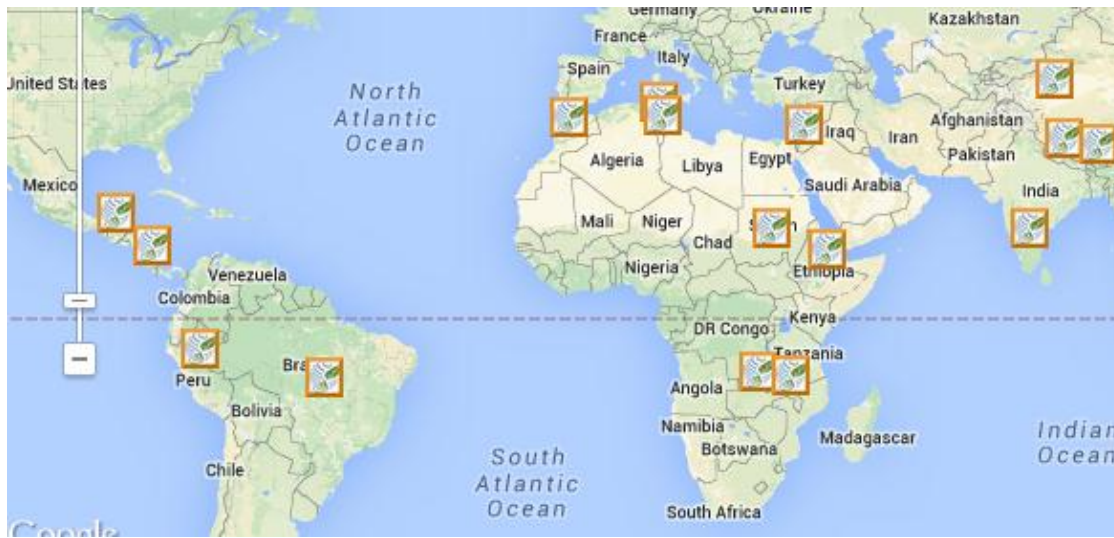 Germany
Ukraine
Kazakhstan
France
Italy
Spain
Turkey
United States
North
Atlantic
Ocean
Afghanistan
Iraq
Iran
Pakistan
Algeria
Libya
Egypt
Mexico
Saudi Arabia
India
Mali
Niger
Chad
Nigeria
Ethiopia
Venezuela
Colombia
DR Congo
Kenya
Tanzania
Peru
Bra
Angola
Bolivia
Namibia
Botswana
Madagascar
Indian
Ocean
South
Atlantic
Ocean
Chile
South Africa
Google